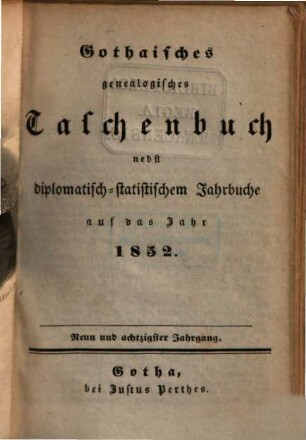 Gothaisches
genealogisches
Taschenbuch
nebst
diplomatisch-statistischem Jahrbuche
auf das Jahr
1852.
Neun und achtzigster Jahrgang.
Gotha,
bei Justus Perthes.